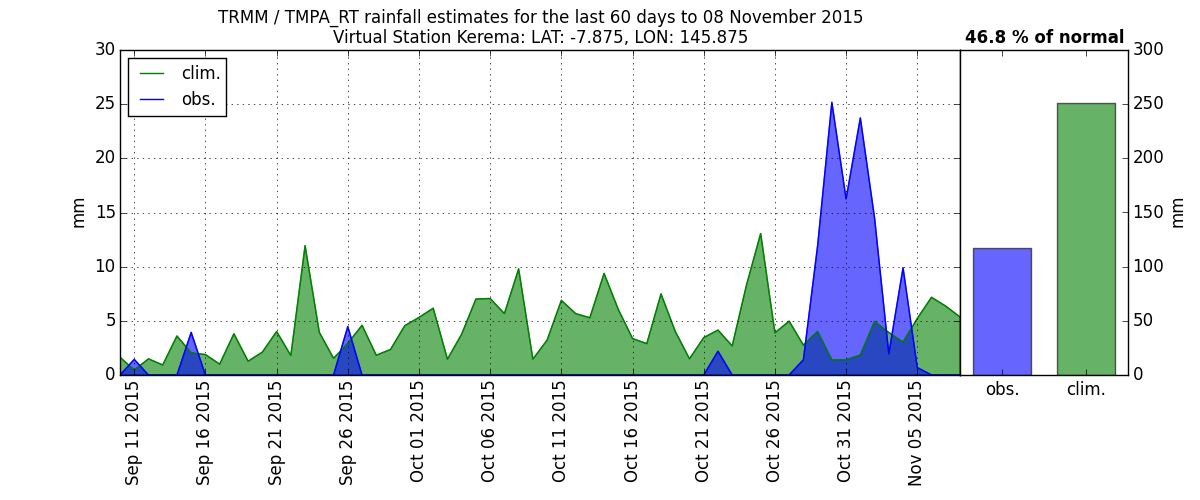 TRMM / TMPA_RT rainfall estimates for the last 60 days to 08 November 2015
Virtual Station Kerema: LAT: -7.875, LON: 145.875
46.8 % of normal
clim.
obs.
mm
30
25
20
15
10
5
0
Sep 11 2015
Sep 16 2015
Sep 21 2015
Sep 26 2015
Oct 01 2015
Oct 06 2015
Oct 11 2015
Oct 16 2015
Oct 21 2015
Oct 26 2015
Oct 31 2015
Nov 05 2015
obs.
clim.
300
250
200
150
100
50
0
mm